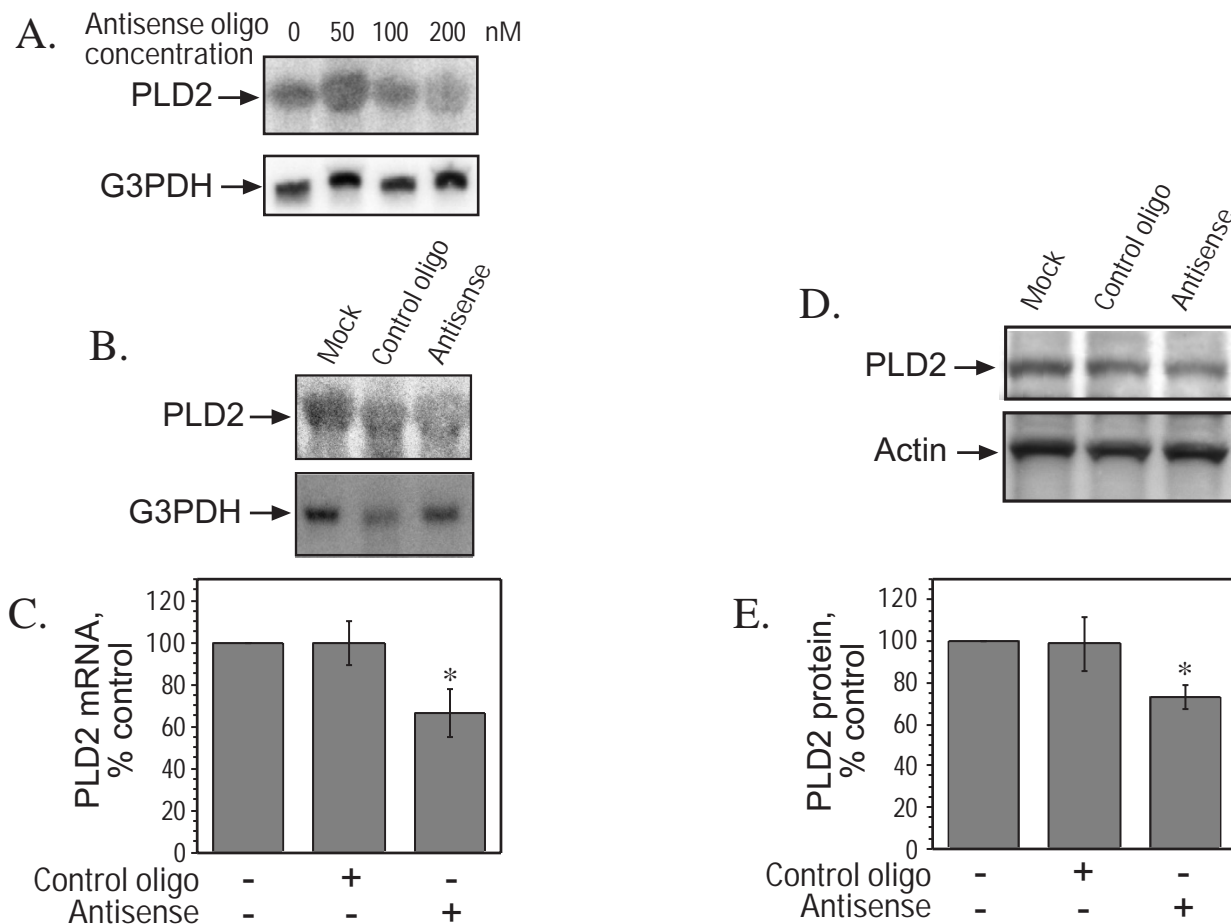 A.
Antisense oligo concentration
0 50 100 200 nM
PLD2
G3PDH
B.
Mock
Control oligo
Antisense
PLD2
G3PDH
C.
PLD2 mRNA,
% control
120
100
80
60
40
20
0
Control oligo - + -
Antisense - - +
*
D.
Mock
Control oligo
Antisense
PLD2
Actin
E.
PLD2 protein,
% control
120
100
80
60
40
20
0
*
Control oligo
- + -
Antisense
- - +